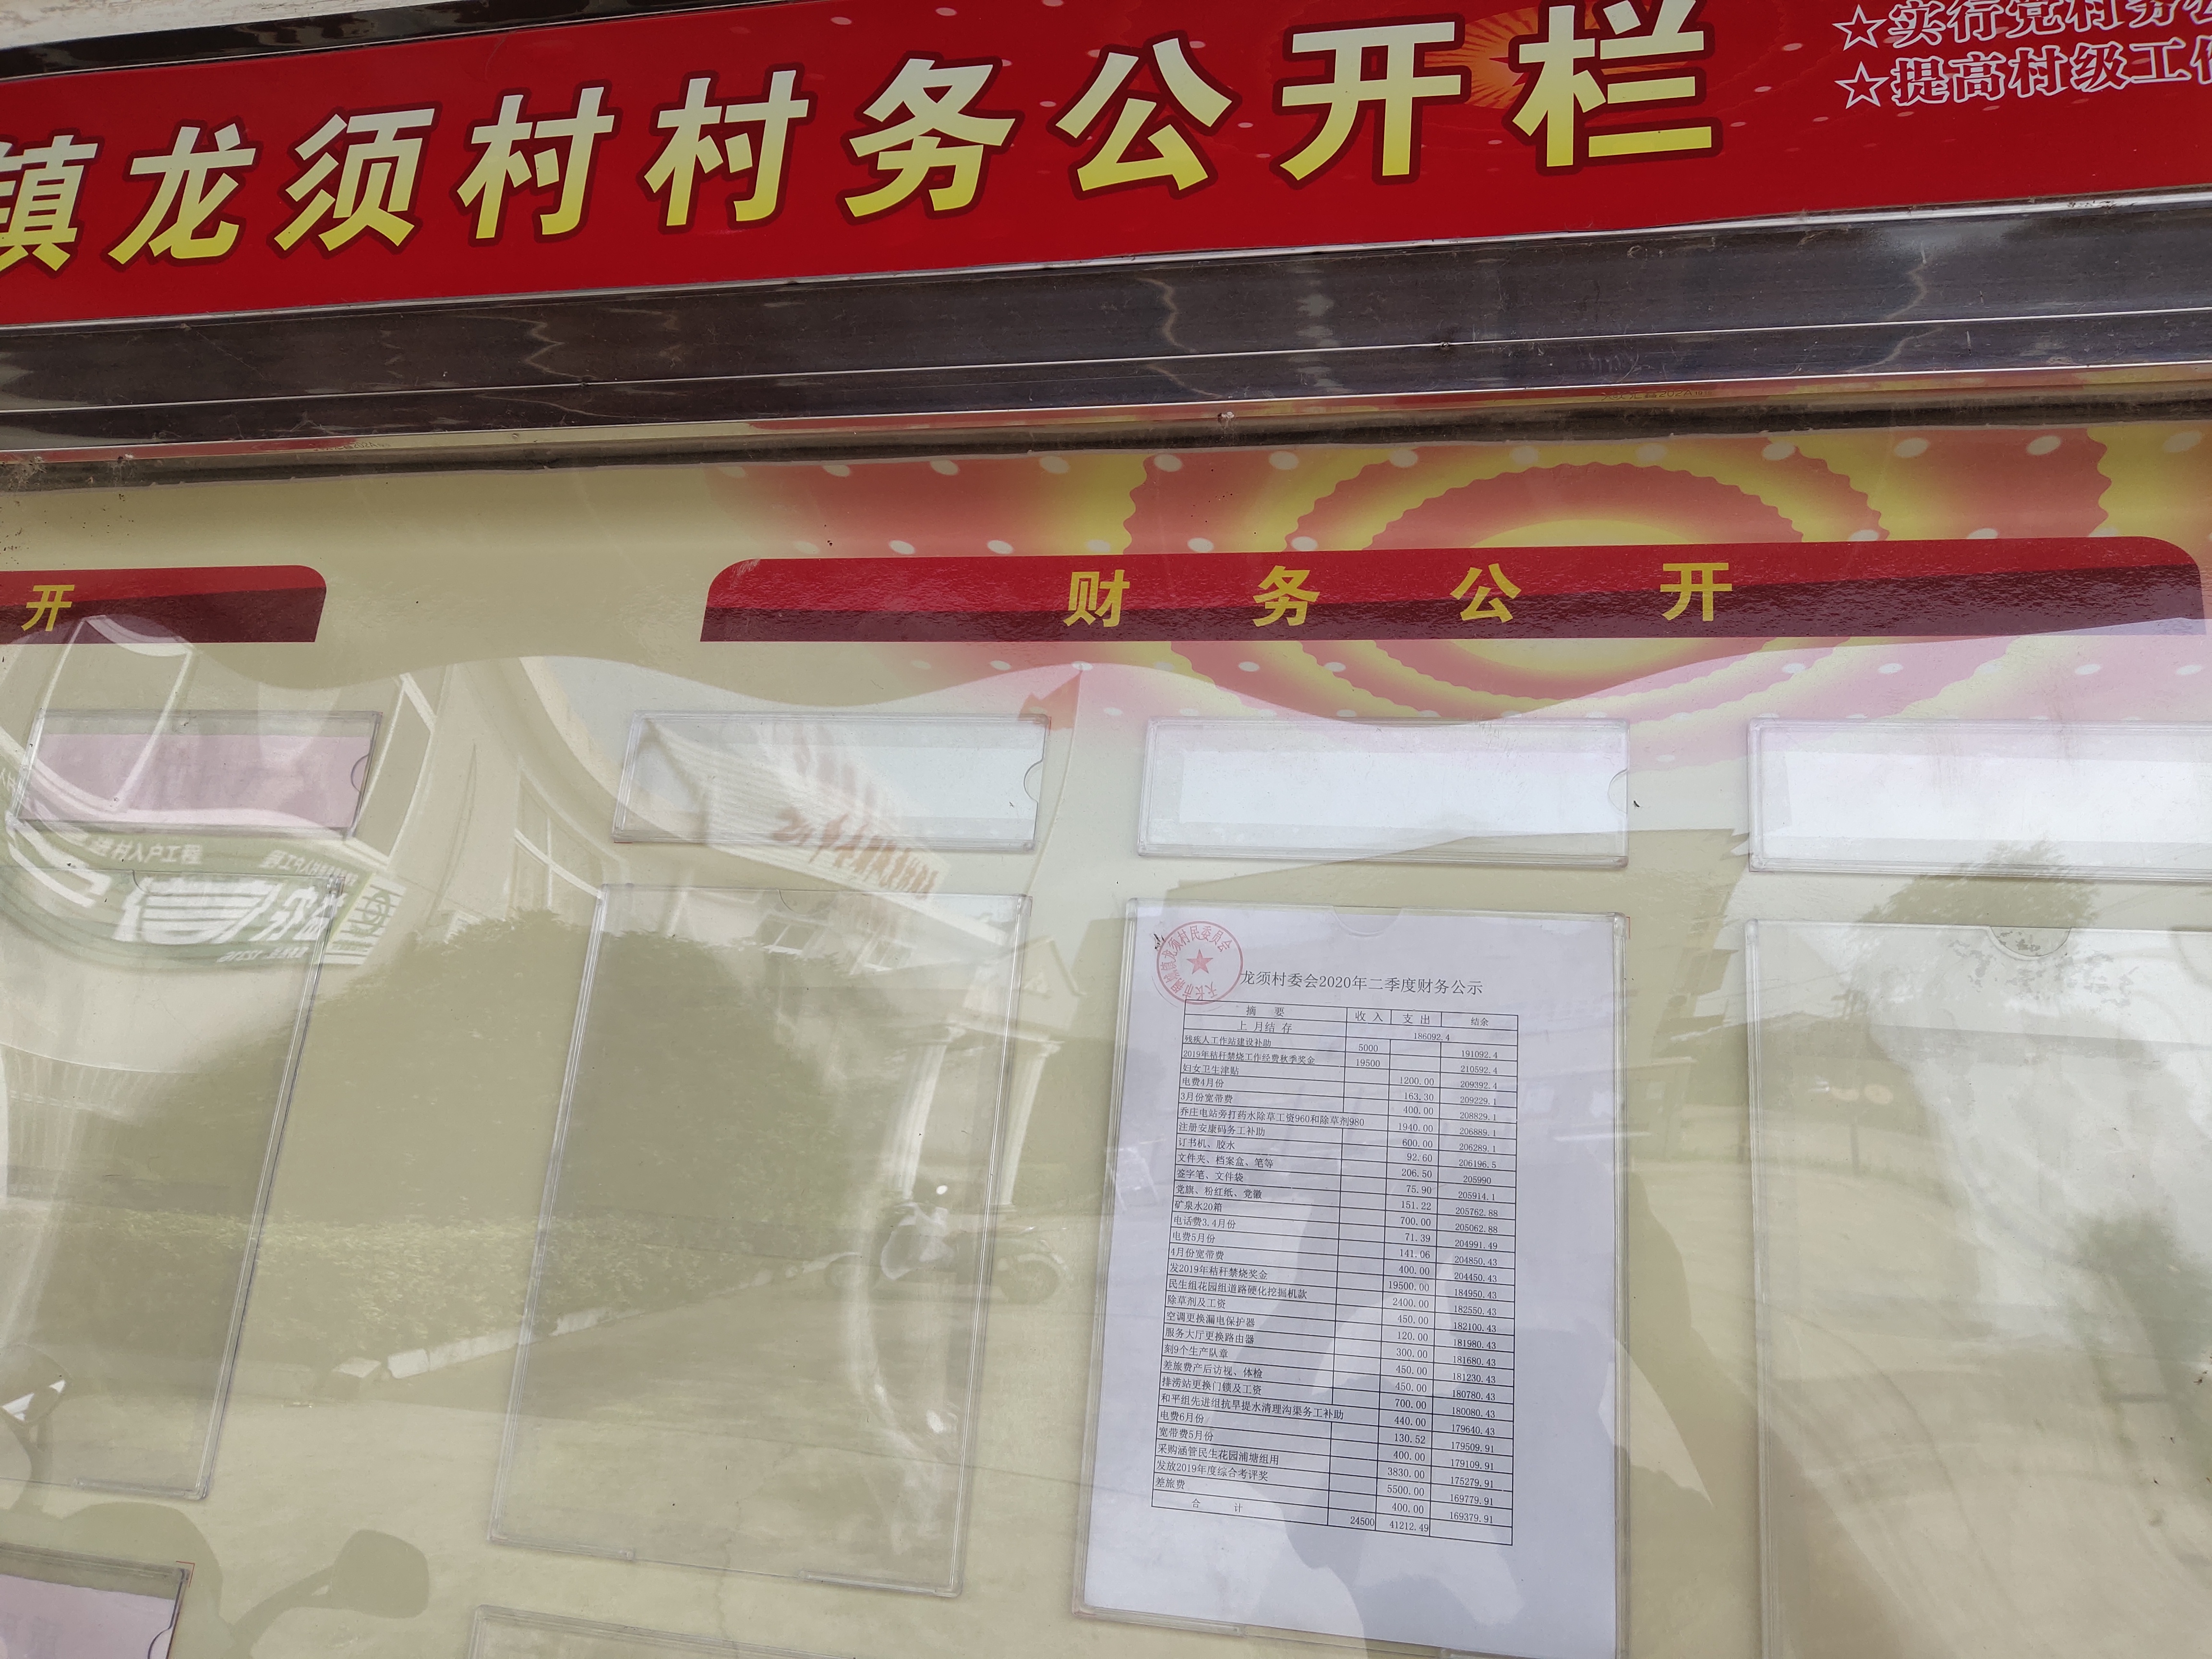 镇龙须村村务公开栏
☆实行党村务
☆提高村级工作
开
财务公开
进村入户工程
龙须村委会2020年二季度财务公示
摘 要 收 入 支 出 结余
上 月 结 存 186092.4
残疾人工作站建设补助 5000 191092.4
2019年秸秆禁烧工作经费秋季奖金 19500 210592.4
妇女卫生津贴 1200.00 209392.4
电费4月份 163.30 209229.1
3月份宽带费 400.00 208829.1
乔庄电站旁打药水除草工资960和除草剂980 1940.00 206889.1
注册安康码务工补助 600.00 206289.1
订书机、胶水 92.60 206196.5
文件夹、档案盒、笔等 206.50 205990
签字笔、文件袋 75.90 205914.1
党旗、粉红纸、党徽 151.22 205762.88
矿泉水20箱 700.00 205062.88
电话费3.4月份 71.39 204991.49
电费5月份 141.06 204850.43
4月份宽带费 400.00 204450.43
发2019年秸秆禁烧奖金 19500.00 184950.43
民生组花园组道路硬化挖掘机款 2400.00 182550.43
除草剂及工资 450.00 182100.43
空调更换漏电保护器 120.00 181980.43
服务大厅更换路由器 300.00 181680.43
刻9个生产队章 450.00 181230.43
差旅费产后访视、体检 450.00 180780.43
排涝站更换门锁及工资 700.00 180080.43
和平组先进组抗旱提水清理沟渠务工补助 440.00 179640.43
电费6月份 130.52 179509.91
宽带费5月份 400.00 179109.91
采购涵管民生花园浦塘组用 3830.00 175279.91
发放2019年度综合考评奖 5500.00 169779.91
差旅费 400.00 169379.91
合 计 24500 41212.49